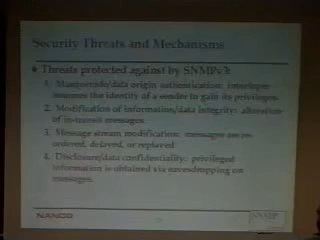 Security Threats and Mechanisms
Threats protected against by SNMPv3:
1. Masquerade/data origin authentication: interloper
assumes the identity of a sender to gain its privileges.
2. Modification of information/data integrity: alteration
of in-transit messages.
3. Message stream modification: messages are re-
ordered, delayed, or replayed
4. Disclosure/data confidentiality: privileged
information is obtained via eavesdropping on
messages.
NANOG
SNMP